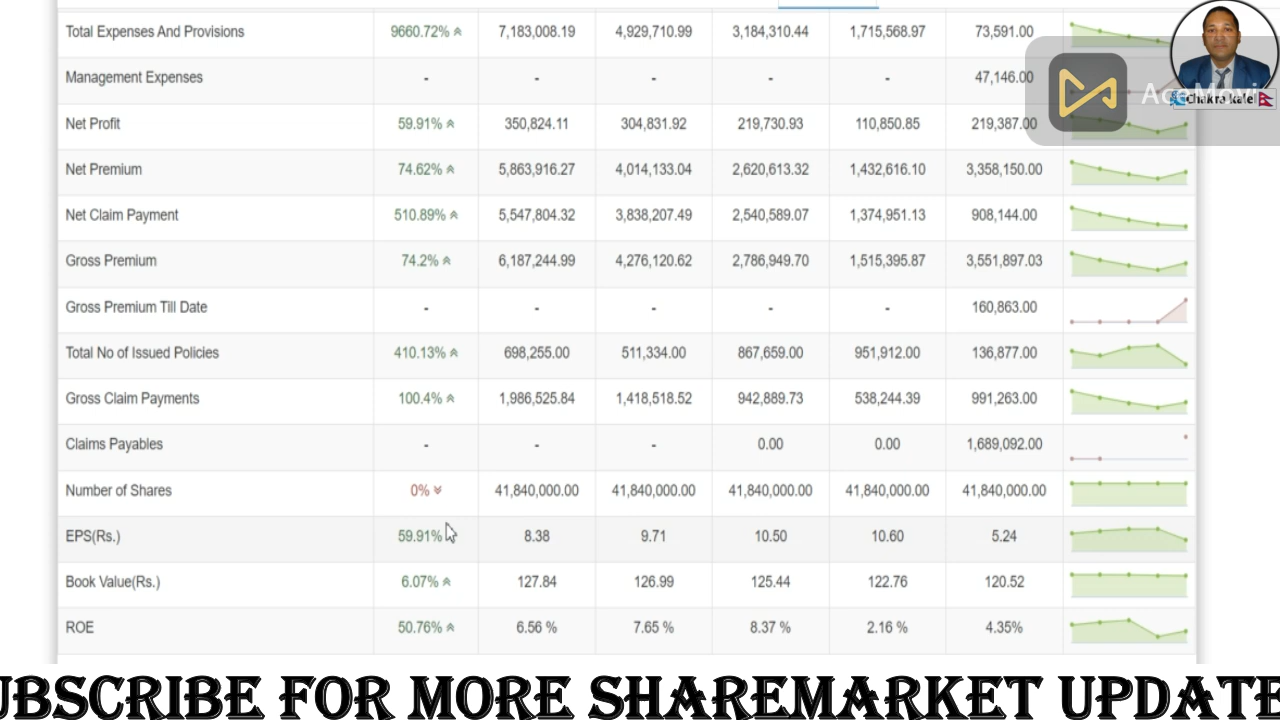 Total Expenses And Provisions 9660.72% 7,183,008.19 4,929,710.99 3,184,310.44 1,715,568.97 73,591.00
Management Expenses - - - - - 47,146.00
Net Profit 59.91% 350,824.11 304,831.92 219,730.93 110,850.85 219,387.00
Net Premium 74.62% 5,863,916.27 4,014,133.04 2,620,613.32 1,432,616.10 3,358,150.00
Net Claim Payment 510.89% 5,547,804.32 3,838,207.49 2,540,589.07 1,374,951.13 908,144.00
Gross Premium 74.2% 6,187,244.99 4,276,120.62 2,786,949.70 1,515,395.87 3,551,897.03
Gross Premium Till Date - - - - - 160,863.00
Total No of Issued Policies 410.13% 698,255.00 511,334.00 867,659.00 951,912.00 136,877.00
Gross Claim Payments 100.4% 1,986,525.84 1,418,518.52 942,889.73 538,244.39 991,263.00
Claims Payables - - - 0.00 0.00 1,689,092.00
Number of Shares 0% 41,840,000.00 41,840,000.00 41,840,000.00 41,840,000.00 41,840,000.00
EPS(Rs.) 59.91% 8.38 9.71 10.50 10.60 5.24
Book Value(Rs.) 6.07% 127.84 126.99 125.44 122.76 120.52
ROE 50.76% 6.56 % 7.65 % 8.37 % 2.16 % 4.35%
UBSCRIBE FOR MORE SHAREMARKET UPDATE